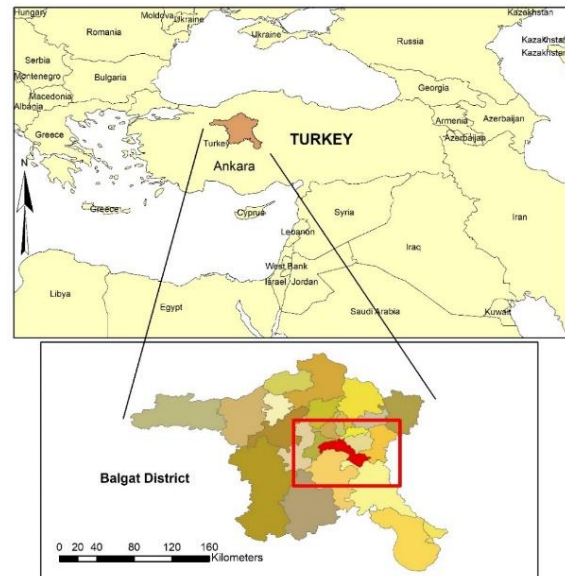 Hungary
Moldova
Ukraine
Kazakhstan
Romania
Ukraine
Russia
Kazakhstan
Kazakhstan
Serbia
Montenegro
Bulgaria
Georgia
Macedonia
Albania
Armenia
Azerbaijan
Azerbaijan
Greece
TURKEY
Turkey
Ankara
N
Greece
Cyprus
Syria
Lebanon
Iran
Iraq
West Bank
Israel
Jordan
Libya
Egypt
Saudi Arabia
Kuwait
Balgat District
0 20 40 80 120 160
Kilometers